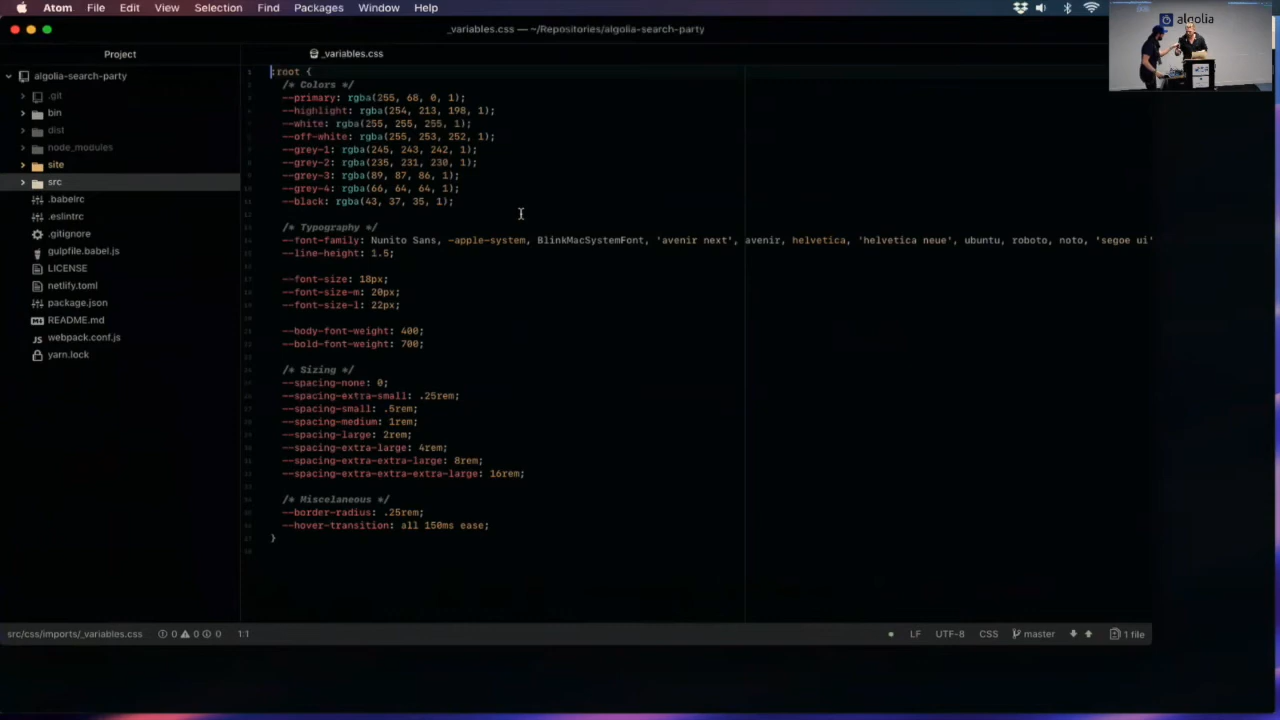 Atom File Edit View Selection Find Packages Window Help
algolia
_variables.css — ~/Repositories/algolia-search-party
Project
_variables.css
algolia-search-party
.git
bin
dist
node_modules
site
src
.babelrc
.eslintrc
.gitignore
gulpfile.babel.js
LICENSE
netlify.toml
package.json
README.md
webpack.conf.js
yarn.lock
:root {
/* Colors */
--primary: rgba(255, 68, 0, 1);
--highlight: rgba(254, 213, 198, 1);
--white: rgba(255, 255, 255, 1);
--off-white: rgba(255, 253, 252, 1);
--grey-1: rgba(245, 243, 242, 1);
--grey-2: rgba(235, 231, 230, 1);
--grey-3: rgba(89, 87, 86, 1);
--grey-4: rgba(66, 64, 64, 1);
--black: rgba(43, 37, 35, 1);
/* Typography */
--font-family: Nunito Sans, -apple-system, BlinkMacSystemFont, 'avenir next', avenir, helvetica, 'helvetica neue', ubuntu, roboto, noto, 'segoe ui'
--line-height: 1.5;
--font-size: 18px;
--font-size-m: 20px;
--font-size-l: 22px;
--body-font-weight: 400;
--bold-font-weight: 700;
/* Sizing */
--spacing-none: 0;
--spacing-extra-small: .25rem;
--spacing-small: .5rem;
--spacing-medium: 1rem;
--spacing-large: 2rem;
--spacing-extra-large: 4rem;
--spacing-extra-extra-large: 8rem;
--spacing-extra-extra-extra-large: 16rem;
/* Miscelaneous */
--border-radius: .25rem;
--hover-transition: all 150ms ease;
}
src/css/imports/_variables.css 0 0 0 1:1 LF UTF-8 CSS master 1 file